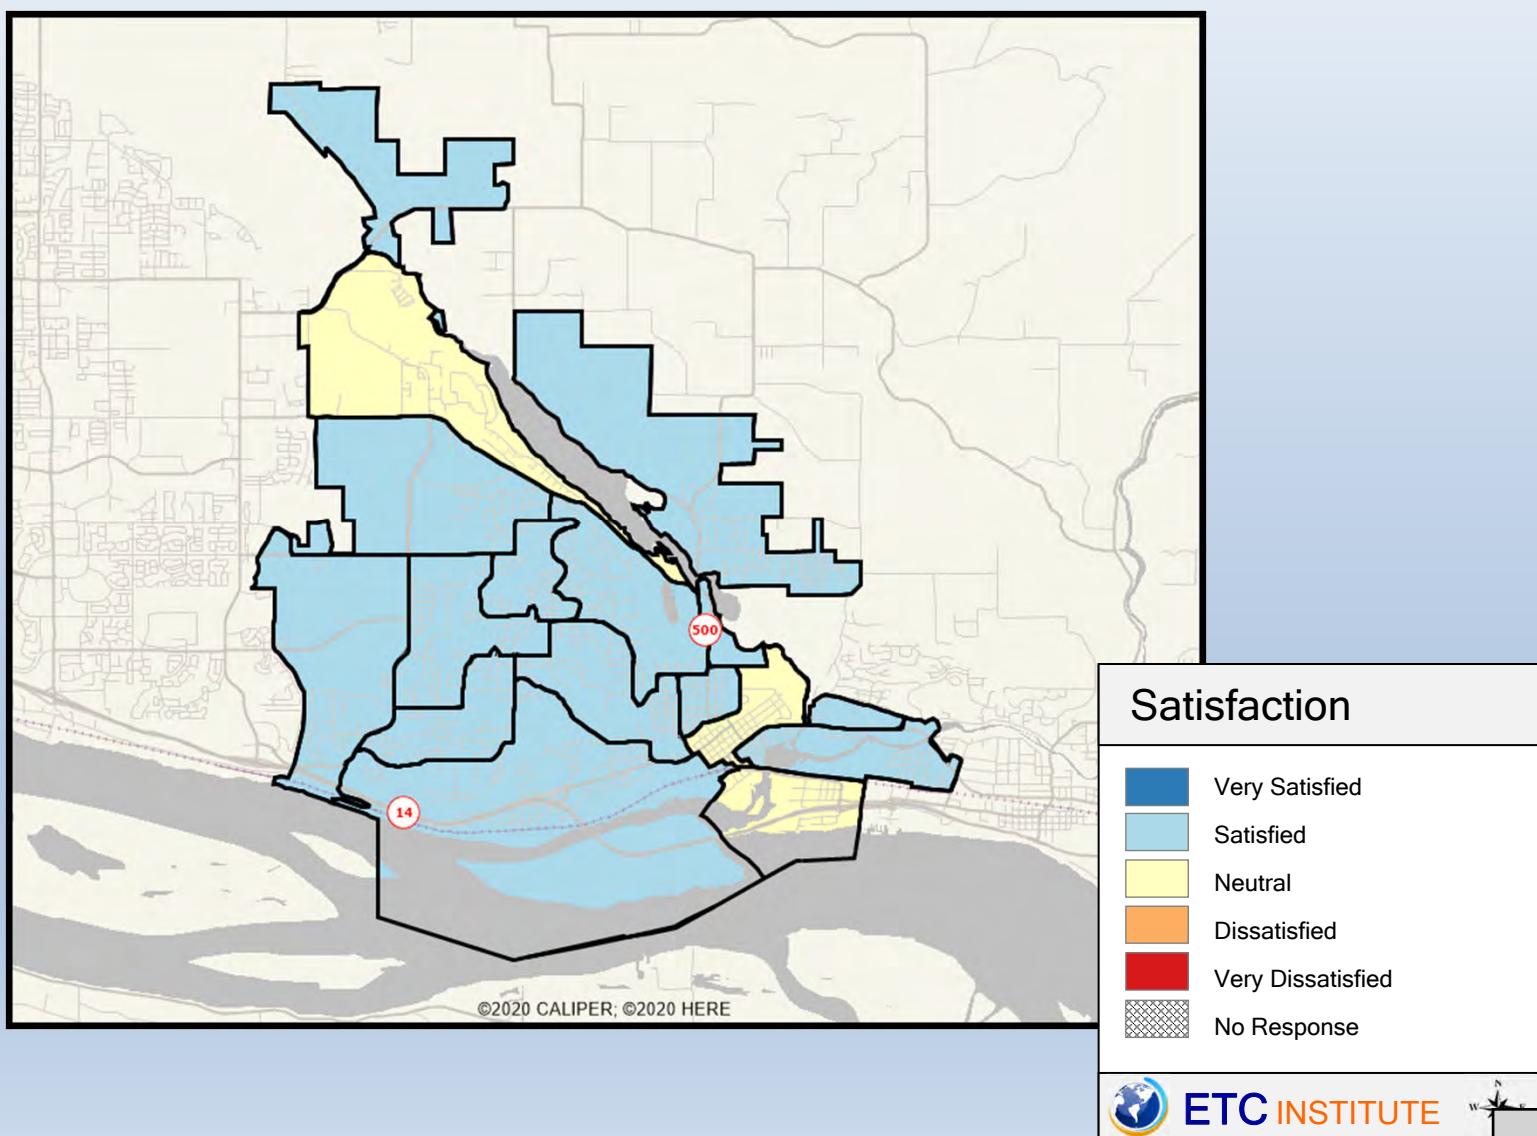 500
14
©2020 CALIPER; ©2020 HERE
Satisfaction
Very Satisfied
Satisfied
Neutral
Dissatisfied
Very Dissatisfied
No Response
ETC INSTITUTE
N
W
E